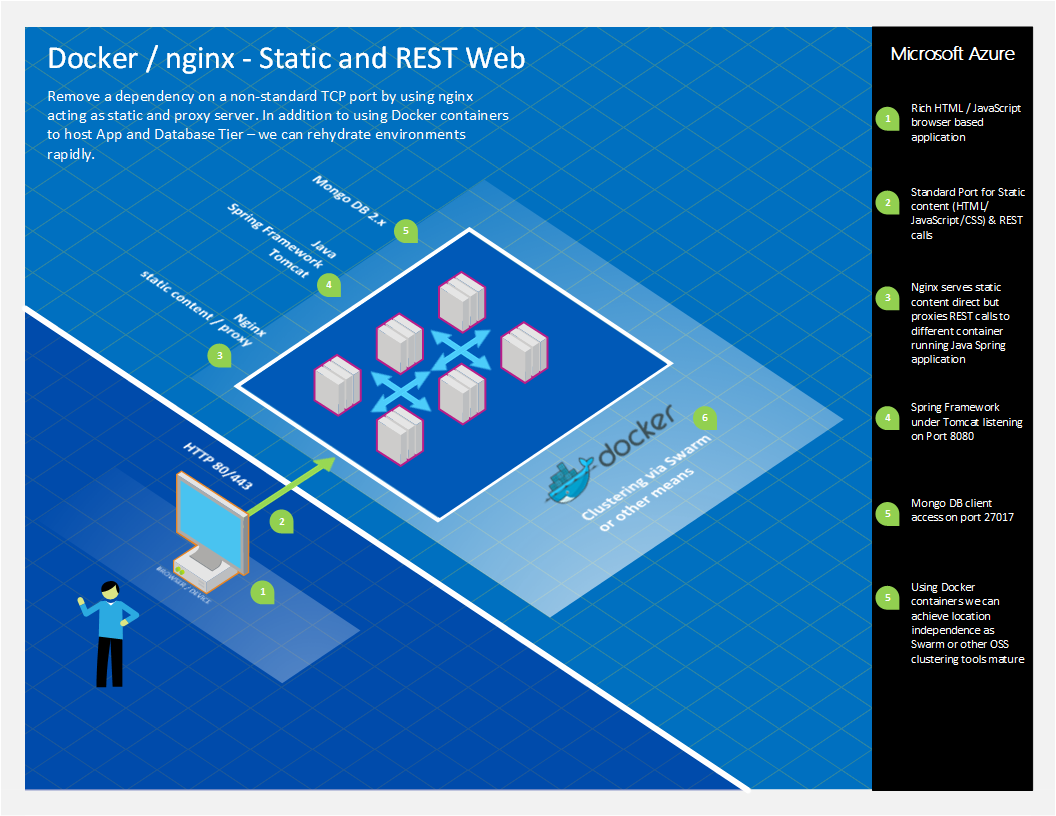 Docker / nginx - Static and REST Web
Remove a dependency on a non-standard TCP port by using nginx
acting as static and proxy server. In addition to using Docker containers
to host App and Database Tier – we can rehydrate environments
rapidly.
Mongo DB 2.x
5
Java
Spring Framework
Tomcat
4
Nginx
static content / proxy
3
HTTP 80/443
2
BROWSER / DEVICE
1
docker
6
Clustering via Swarm
or other means
Microsoft Azure
1
Rich HTML / JavaScript
browser based
application
2
Standard Port for Static
content (HTML/
JavaScript/CSS) & REST
calls
3
Nginx serves static
content direct but
proxies REST calls to
different container
running Java Spring
application
4
Spring Framework
under Tomcat listening
on Port 8080
5
Mongo DB client
access on port 27017
5
Using Docker
containers we can
achieve location
independence as
Swarm or other OSS
clustering tools mature